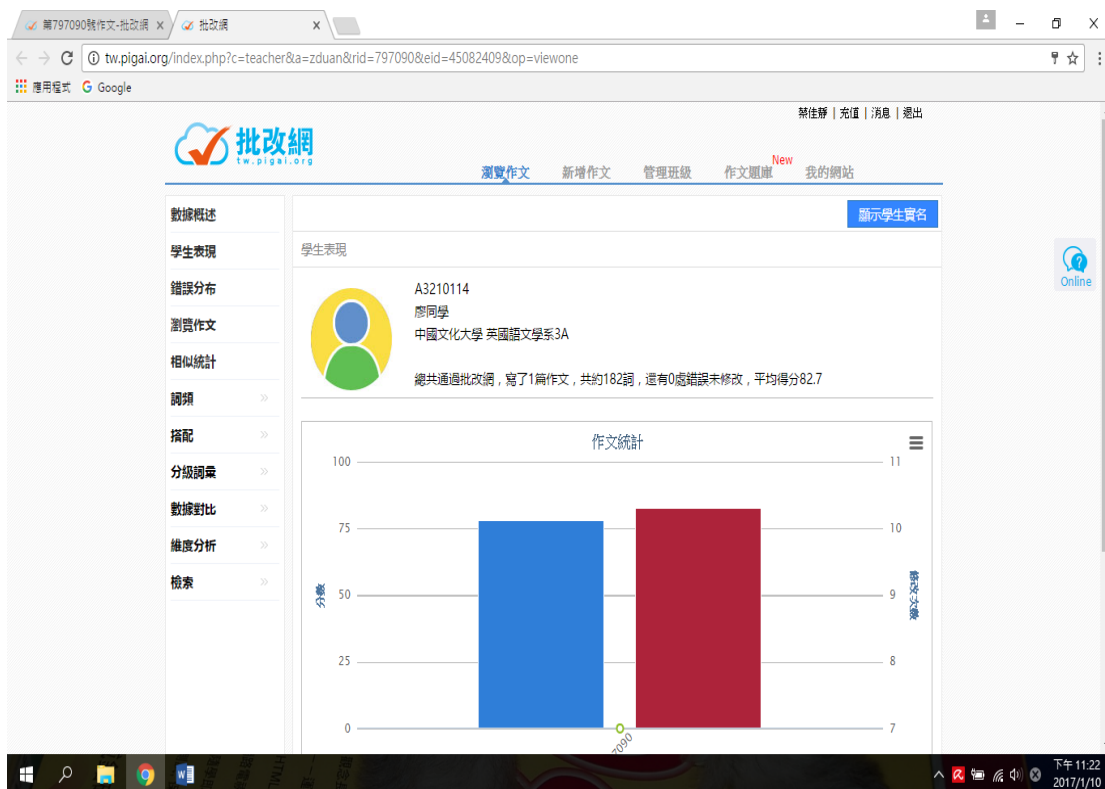 第797090號作文-批改網
批改網
tw.pigai.org/index.php?c=teacher&a=zduan&rid=797090&eid=45082409&op=viewone
應用程式 Google
蔡佳靜 | 充值 | 消息 | 退出
批改網
tw.pigai.org
瀏覽作文 新增作文 管理班級 作文題庫 New 我的網站
顯示學生實名
數據概述
學生表現
錯誤分布
瀏覽作文
相似統計
詞頻 »
搭配 »
分級詞彙 »
數據對比 »
維度分析 »
檢索 »
學生表現
A3210114
廖同學
中國文化大學 英國語文學系3A
總共通過批改網，寫了1篇作文，共約182詞，還有0處錯誤未修改，平均得分82.7
Online
作文統計
100 11
75 10
50 9
25 8
0 7
分數
修改次數
7090
下午 11:22
2017/1/10